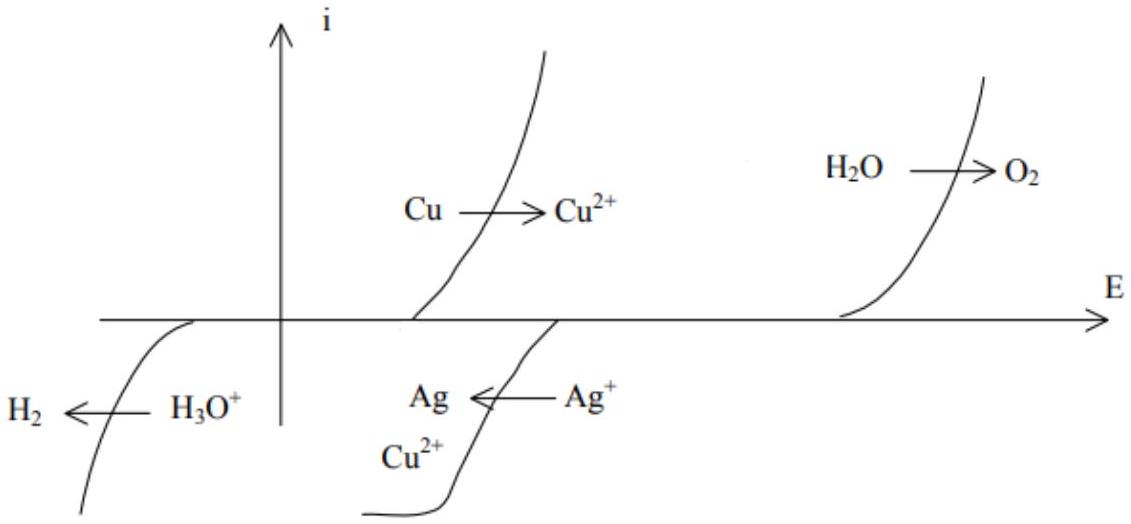 i
H₂O → O₂
Cu → Cu²⁺
E
Ag ← Ag⁺
H₂ ← H₃O⁺
Cu²⁺